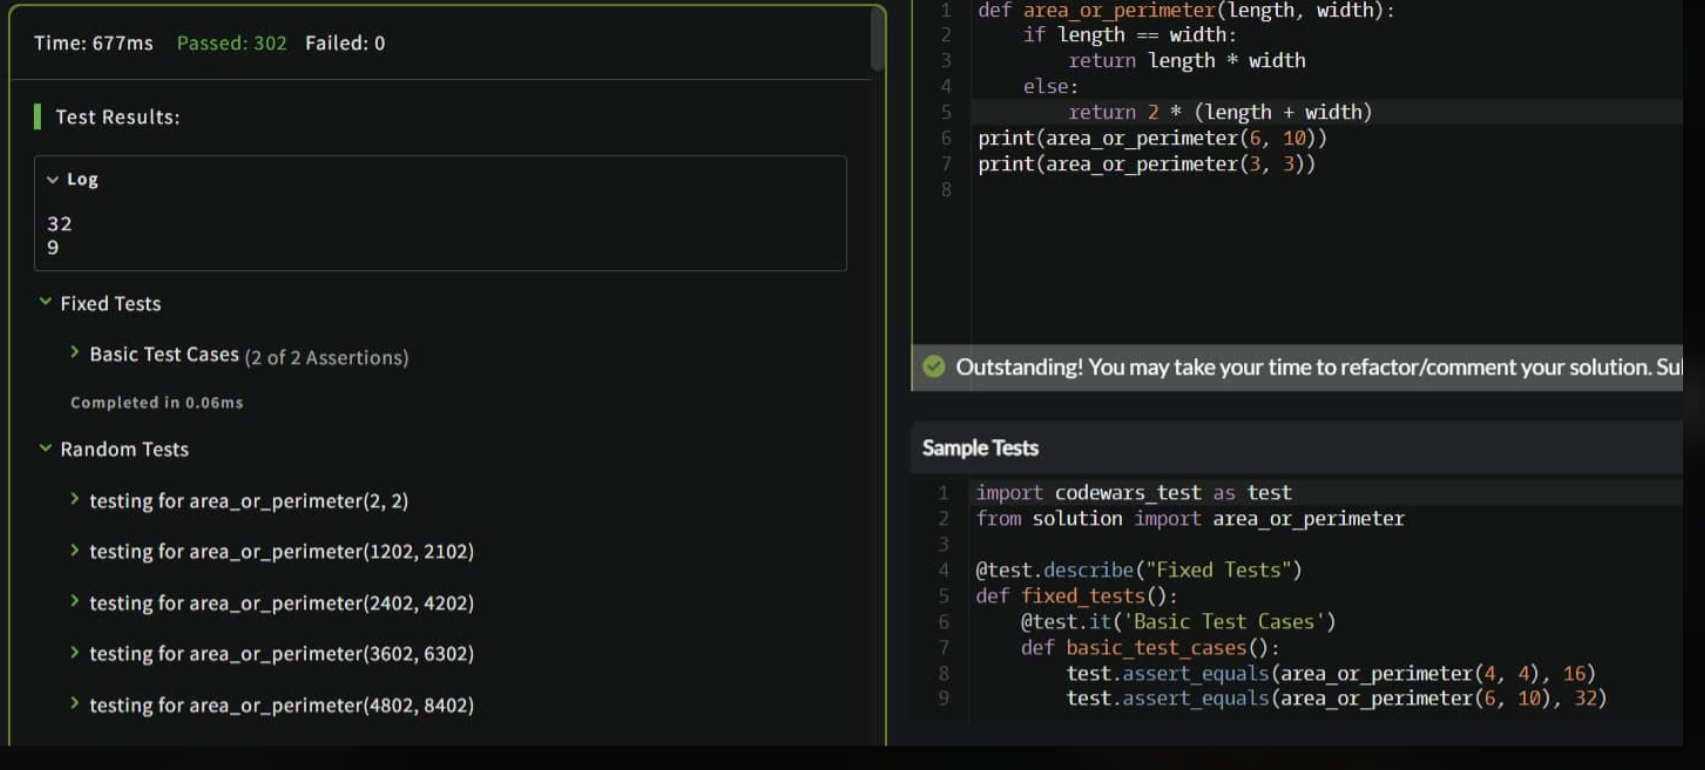 Time: 677ms Passed: 302 Failed: 0
Test Results:
Log
32
9
Fixed Tests
Basic Test Cases (2 of 2 Assertions)
Completed in 0.06ms
Random Tests
testing for area_or_perimeter(2, 2)
testing for area_or_perimeter(1202, 2102)
testing for area_or_perimeter(2402, 4202)
testing for area_or_perimeter(3602, 6302)
testing for area_or_perimeter(4802, 8402)
1 def area_or_perimeter(length, width):
2     if length == width:
3         return length * width
4     else:
5         return 2 * (length + width)
6 print(area_or_perimeter(6, 10))
7 print(area_or_perimeter(3, 3))
8
Outstanding! You may take your time to refactor/comment your solution.
Sample Tests
1 import codewars_test as test
2 from solution import area_or_perimeter
3
4 @test.describe("Fixed Tests")
5 def fixed_tests():
6     @test.it('Basic Test Cases')
7     def basic_test_cases():
8         test.assert_equals(area_or_perimeter(4, 4), 16)
9         test.assert_equals(area_or_perimeter(6, 10), 32)